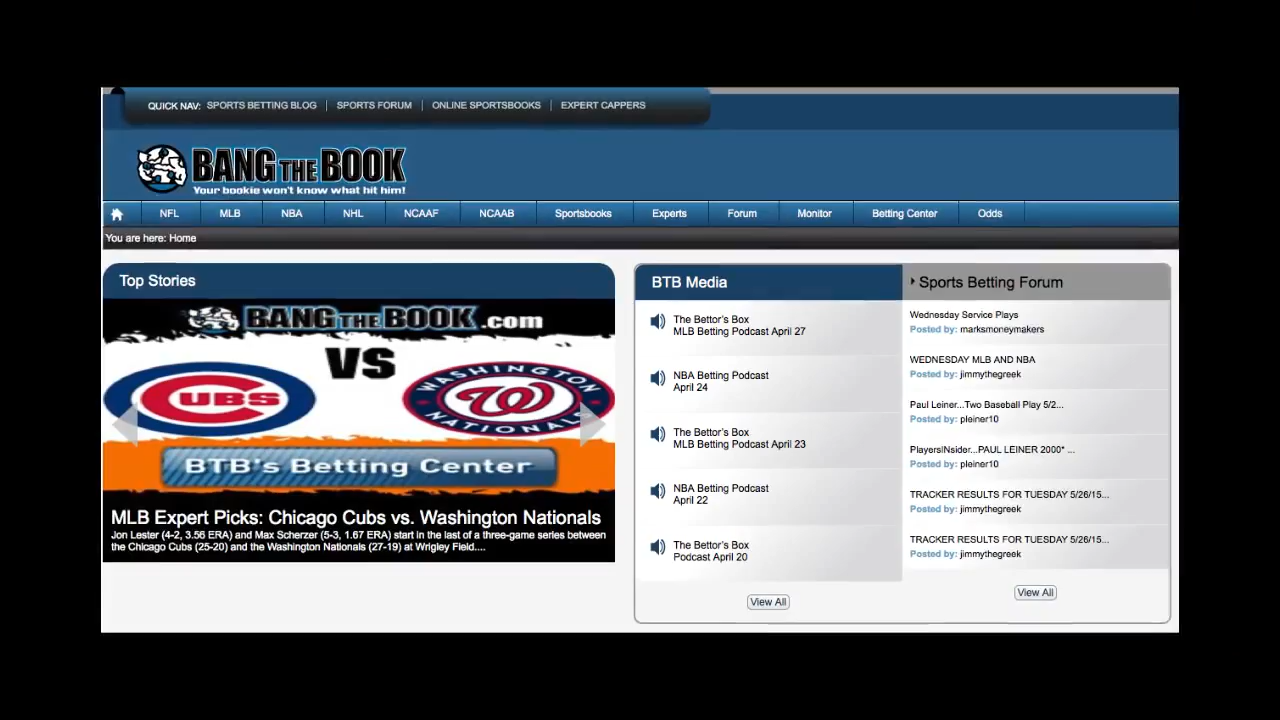 QUICK NAV: SPORTS BETTING BLOG | SPORTS FORUM | ONLINE SPORTSBOOKS | EXPERT CAPPERS
BANG THE BOOK
Your bookie won't know what hit him!
NFL MLB NBA NHL NCAAF NCAAB Sportsbooks Experts Forum Monitor Betting Center Odds
You are here: Home
Top Stories
BANG THE BOOK.com
VS
CUBS
WASHINGTON NATIONALS
W
BTB's Betting Center
MLB Expert Picks: Chicago Cubs vs. Washington Nationals
Jon Lester (4-2, 3.56 ERA) and Max Scherzer (5-3, 1.67 ERA) start in the last of a three-game series between
the Chicago Cubs (25-20) and the Washington Nationals (27-19) at Wrigley Field....
BTB Media
The Bettor's Box
MLB Betting Podcast April 27
NBA Betting Podcast
April 24
The Bettor's Box
MLB Betting Podcast April 23
NBA Betting Podcast
April 22
The Bettor's Box
Podcast April 20
View All
Sports Betting Forum
Wednesday Service Plays
Posted by: marksmoneymakers
WEDNESDAY MLB AND NBA
Posted by: jimmythegreek
Paul Leiner...Two Baseball Play 5/2...
Posted by: pleiner10
Players!Nsider...PAUL LEINER 2000* ...
Posted by: pleiner10
TRACKER RESULTS FOR TUESDAY 5/26/15...
Posted by: jimmythegreek
TRACKER RESULTS FOR TUESDAY 5/26/15...
Posted by: jimmythegreek
View All